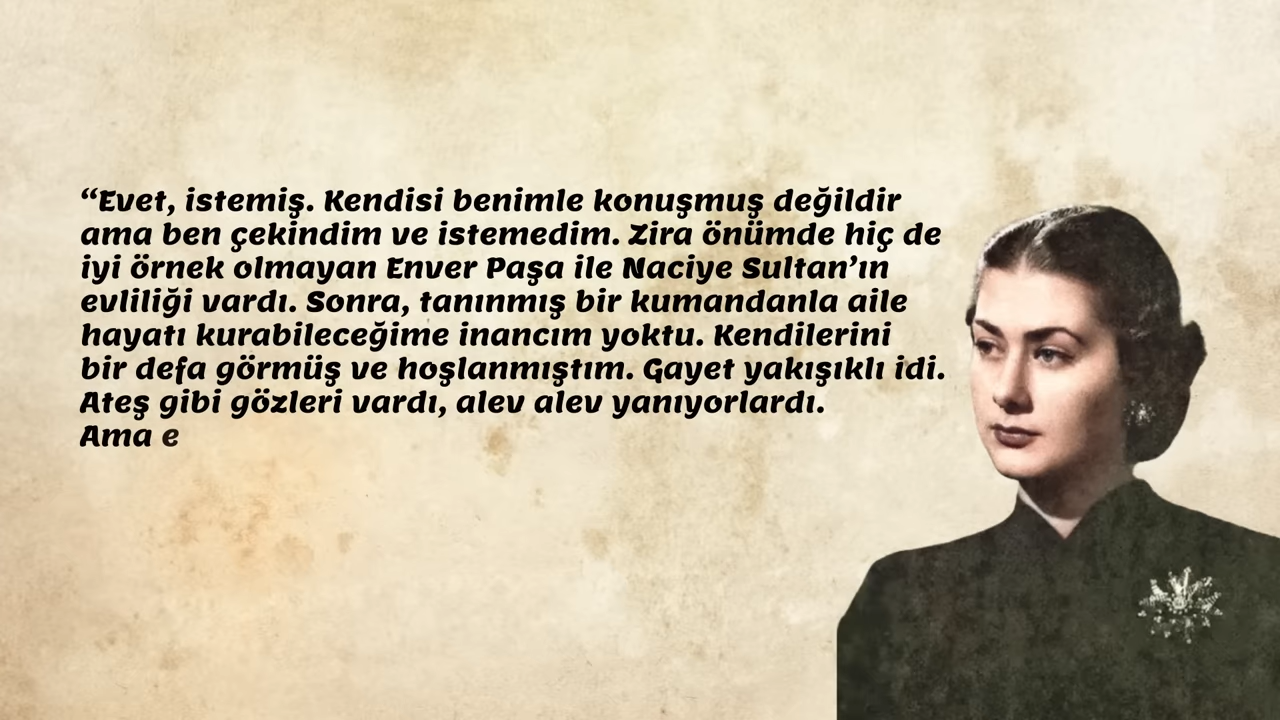 “Evet, istemiş. Kendisi benimle konuşmuş değildir
ama ben çekindim ve istemedim. Zira önümde hiç de
iyi örnek olmayan Enver Paşa ile Naciye Sultan’ın
evliliği vardı. Sonra, tanınmış bir kumandanla aile
hayatı kurabileceğime inancım yoktu. Kendilerini
bir defa görmüş ve hoşlanmıştım. Gayet yakışıklı idi.
Ateş gibi gözleri vardı, alev alev yanıyorlardı.
Ama e